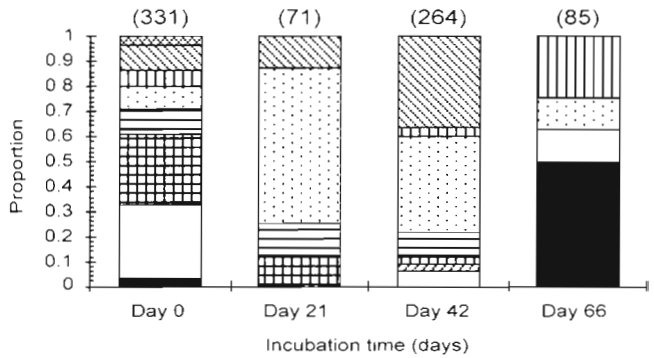 (331) (71) (264) (85)
1
0.9
0.8
0.7
0.6
0.5
0.4
0.3
0.2
0.1
0
Proportion
Day 0 Day 21 Day 42 Day 66
Incubation time (days)